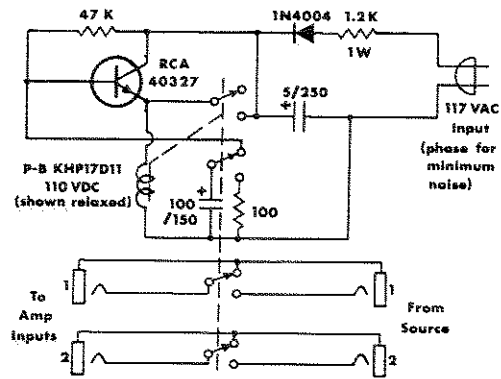 47 K
1N4004
1.2K
1W
RCA
40327
5/250
+
117 VAC
input
(phase for
minimum
noise)
P-B KHP17D11
110 VDC
(shown relaxed)
+
100
/150
100
1
To
Amp
Inputs
2
1
From
Source
2